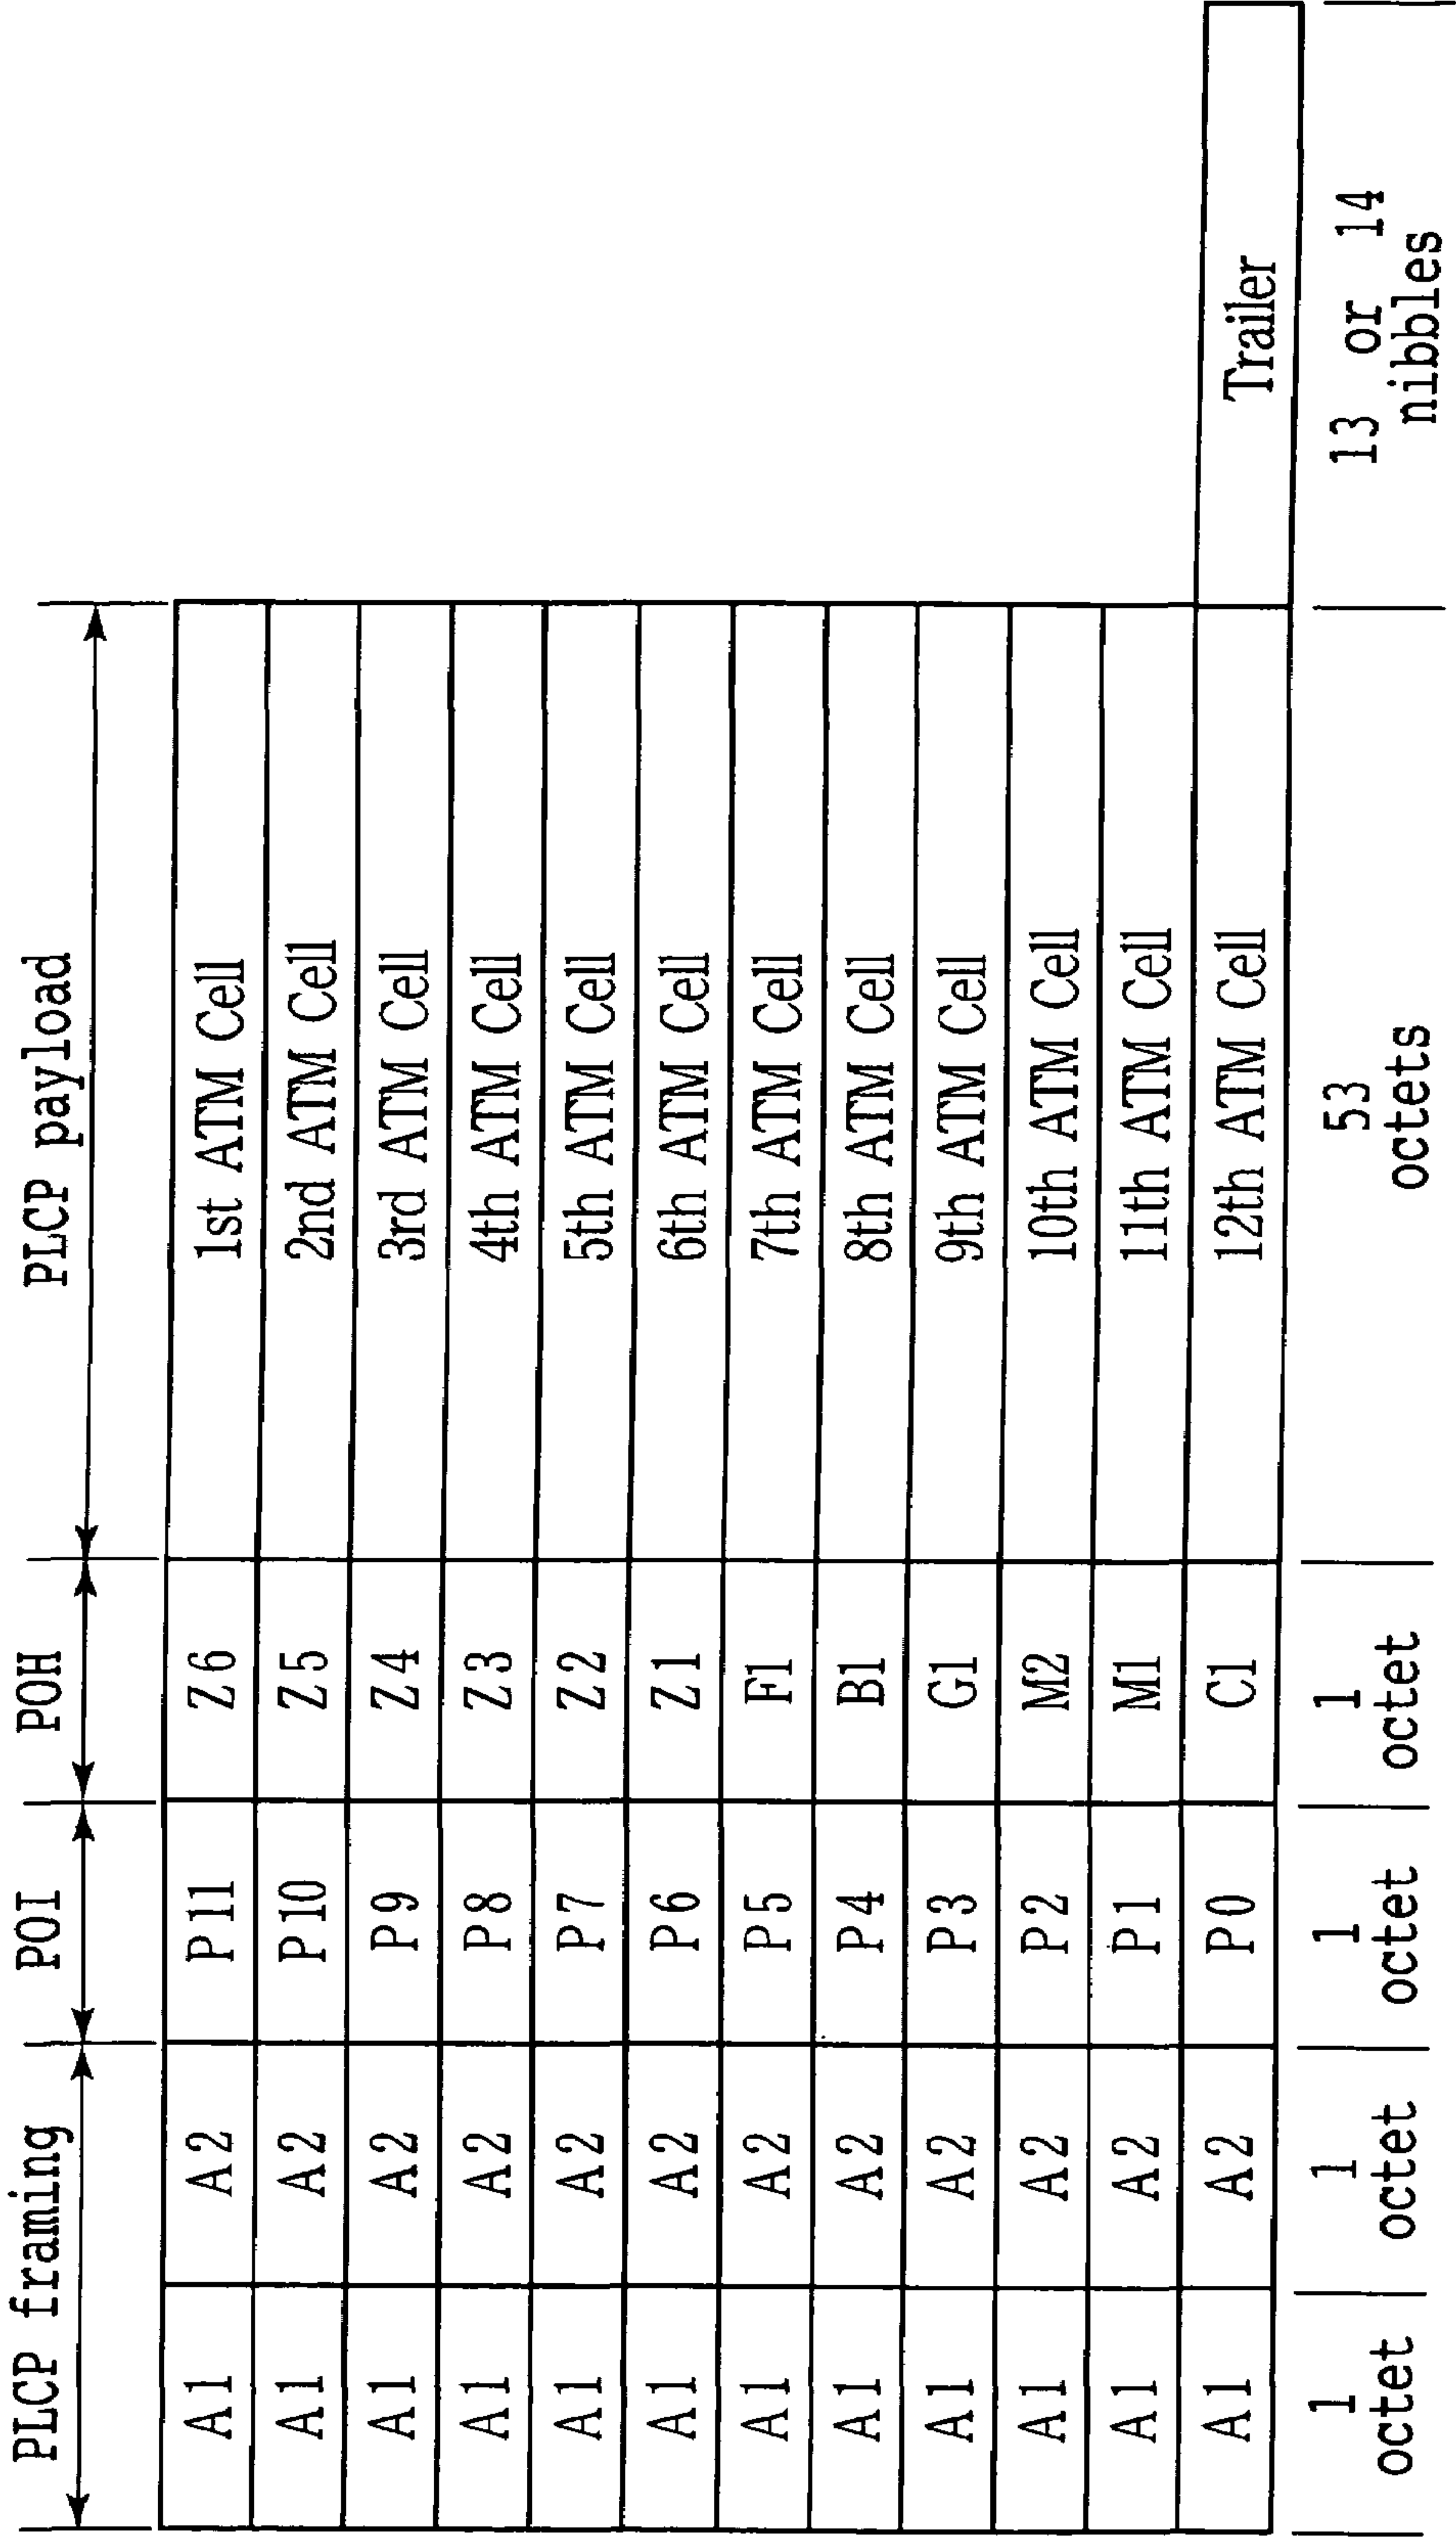 PLCP framing POI POH PLCP payload
A1 A2 P11 Z6 1st ATM Cell
A1 A2 P10 Z5 2nd ATM Cell
A1 A2 P9 Z4 3rd ATM Cell
A1 A2 P8 Z3 4th ATM Cell
A1 A2 P7 Z2 5th ATM Cell
A1 A2 P6 Z1 6th ATM Cell
A1 A2 P5 F1 7th ATM Cell
A1 A2 P4 B1 8th ATM Cell
A1 A2 P3 G1 9th ATM Cell
A1 A2 P2 M2 10th ATM Cell
A1 A2 P1 M1 11th ATM Cell
A1 A2 P0 C1 12th ATM Cell Trailer
1 1 1 1 53 13 or 14
octet octet octet octet octets nibbles